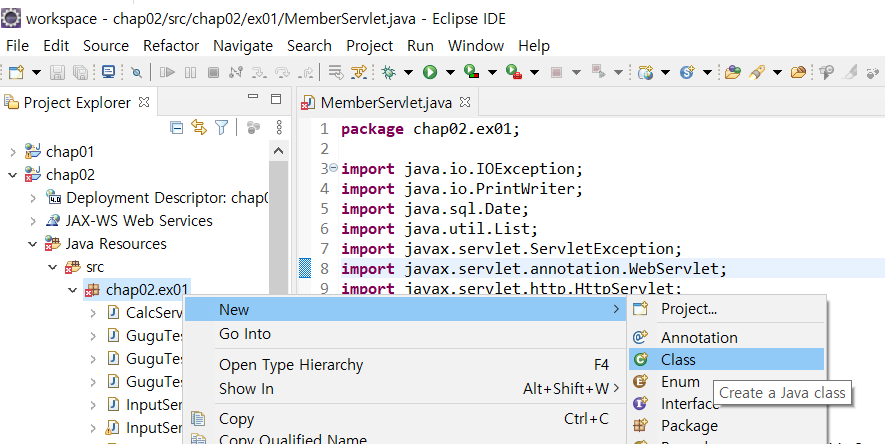 workspace - chap02/src/chap02/ex01/MemberServlet.java - Eclipse IDE
File Edit Source Refactor Navigate Search Project Run Window Help
Project Explorer
chap01
chap02
Deployment Descriptor: chap0
JAX-WS Web Services
Java Resources
src
chap02.ex01
CalcServ
GuguTe
GuguTe
GuguTe
InputSer
InputSer
MemberServlet.java
1 package chap02.ex01;
2
3 import java.io.IOException;
4 import java.io.PrintWriter;
5 import java.sql.Date;
6 import java.util.List;
7 import javax.servlet.ServletException;
8 import javax.servlet.annotation.WebServlet;
9 import javax.servlet.http.HttpServlet;
New
Go Into
Open Type Hierarchy F4
Show In Alt+Shift+W
Copy Ctrl+C
Copy Qualified Name
Project...
Annotation
Class
Enum
Interface
Package
Create a Java class